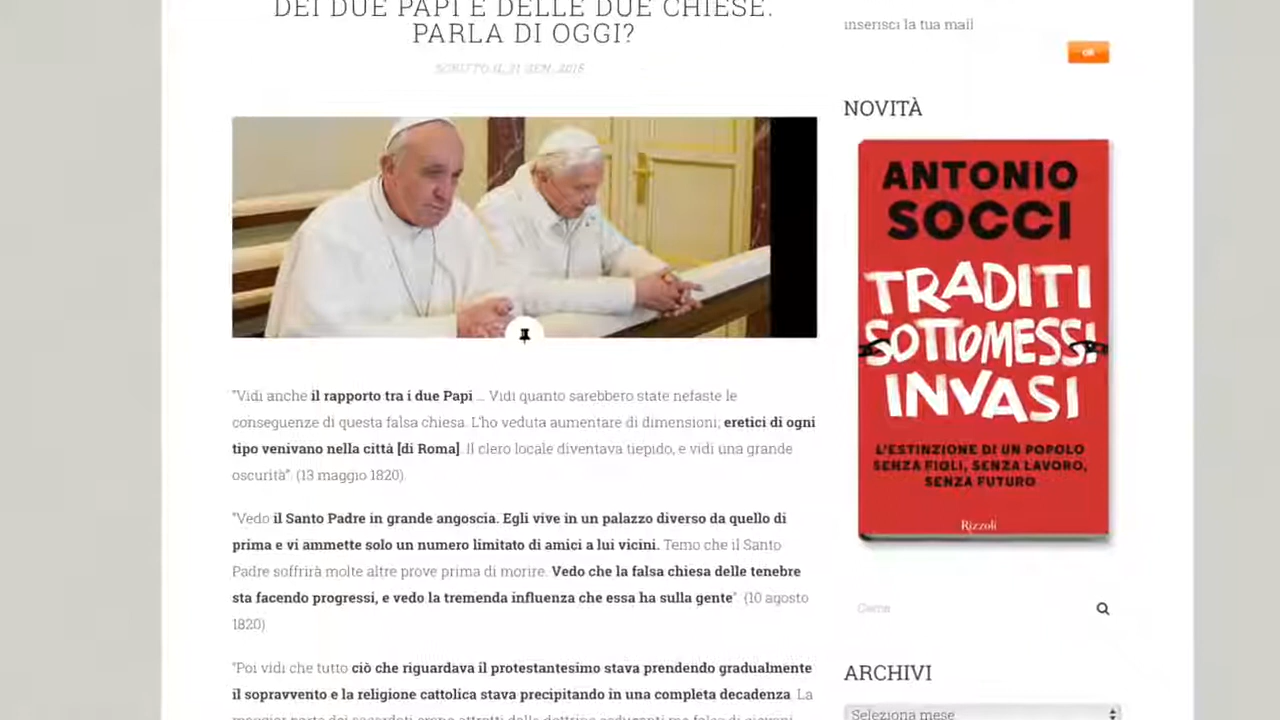 DEI DUE PAPI E DELLE DUE CHIESE.
PARLA DI OGGI?
"Vidi anche il rapporto tra i due Papi … Vidi quanto sarebbero state nefaste le
conseguenze di questa falsa chiesa. L'ho veduta aumentare di dimensioni; eretici di ogni
tipo venivano nella città [di Roma]. Il clero locale diventava tiepido, e vidi una grande
oscurità". (13 maggio 1820).
"Vedo il Santo Padre in grande angoscia. Egli vive in un palazzo diverso da quello di
prima e vi ammette solo un numero limitato di amici a lui vicini. Temo che il Santo
Padre soffrirà molte altre prove prima di morire. Vedo che la falsa chiesa delle tenebre
sta facendo progressi, e vedo la tremenda influenza che essa ha sulla gente" (10 agosto
1820).
"Poi vidi che tutto ciò che riguardava il protestantesimo stava prendendo gradualmente
il sopravvento e la religione cattolica stava precipitando in una completa decadenza. La
inserisci la tua mail
OK
NOVITÀ
ANTONIO
SOCCI
TRADITI
SOTTOMESSI
INVASI
L'ESTINZIONE DI UN POPOLO
SENZA FIGLI, SENZA LAVORO,
SENZA FUTURO
Rizzoli
Cerca
ARCHIVI
Seleziona mese